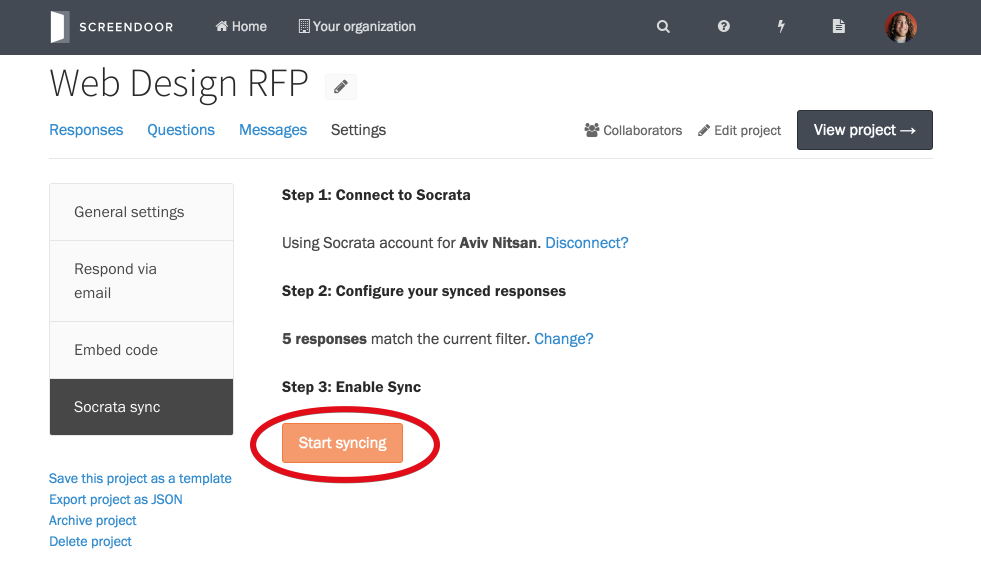 SCREENDOOR
Home
Your organization
Web Design RFP
Responses
Questions
Messages
Settings
Collaborators
Edit project
View project →
General settings
Respond via
email
Embed code
Socrata sync
Save this project as a template
Export project as JSON
Archive project
Delete project
Step 1: Connect to Socrata
Using Socrata account for Aviv Nitsan. Disconnect?
Step 2: Configure your synced responses
5 responses match the current filter. Change?
Step 3: Enable Sync
Start syncing